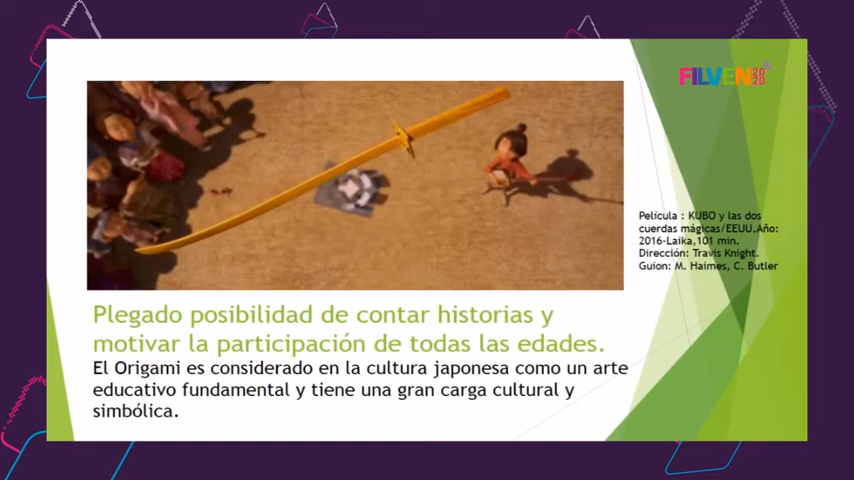 FILVEN 2020
Película : KUBO y las dos
cuerdas mágicas/EEUU,Año:
2016-Laika,101 min.
Dirección: Travis Knight.
Guion: M. Haimes, C. Butler
Plegado posibilidad de contar historias y
motivar la participación de todas las edades.
El Origami es considerado en la cultura japonesa como un arte
educativo fundamental y tiene una gran carga cultural y
simbólica.